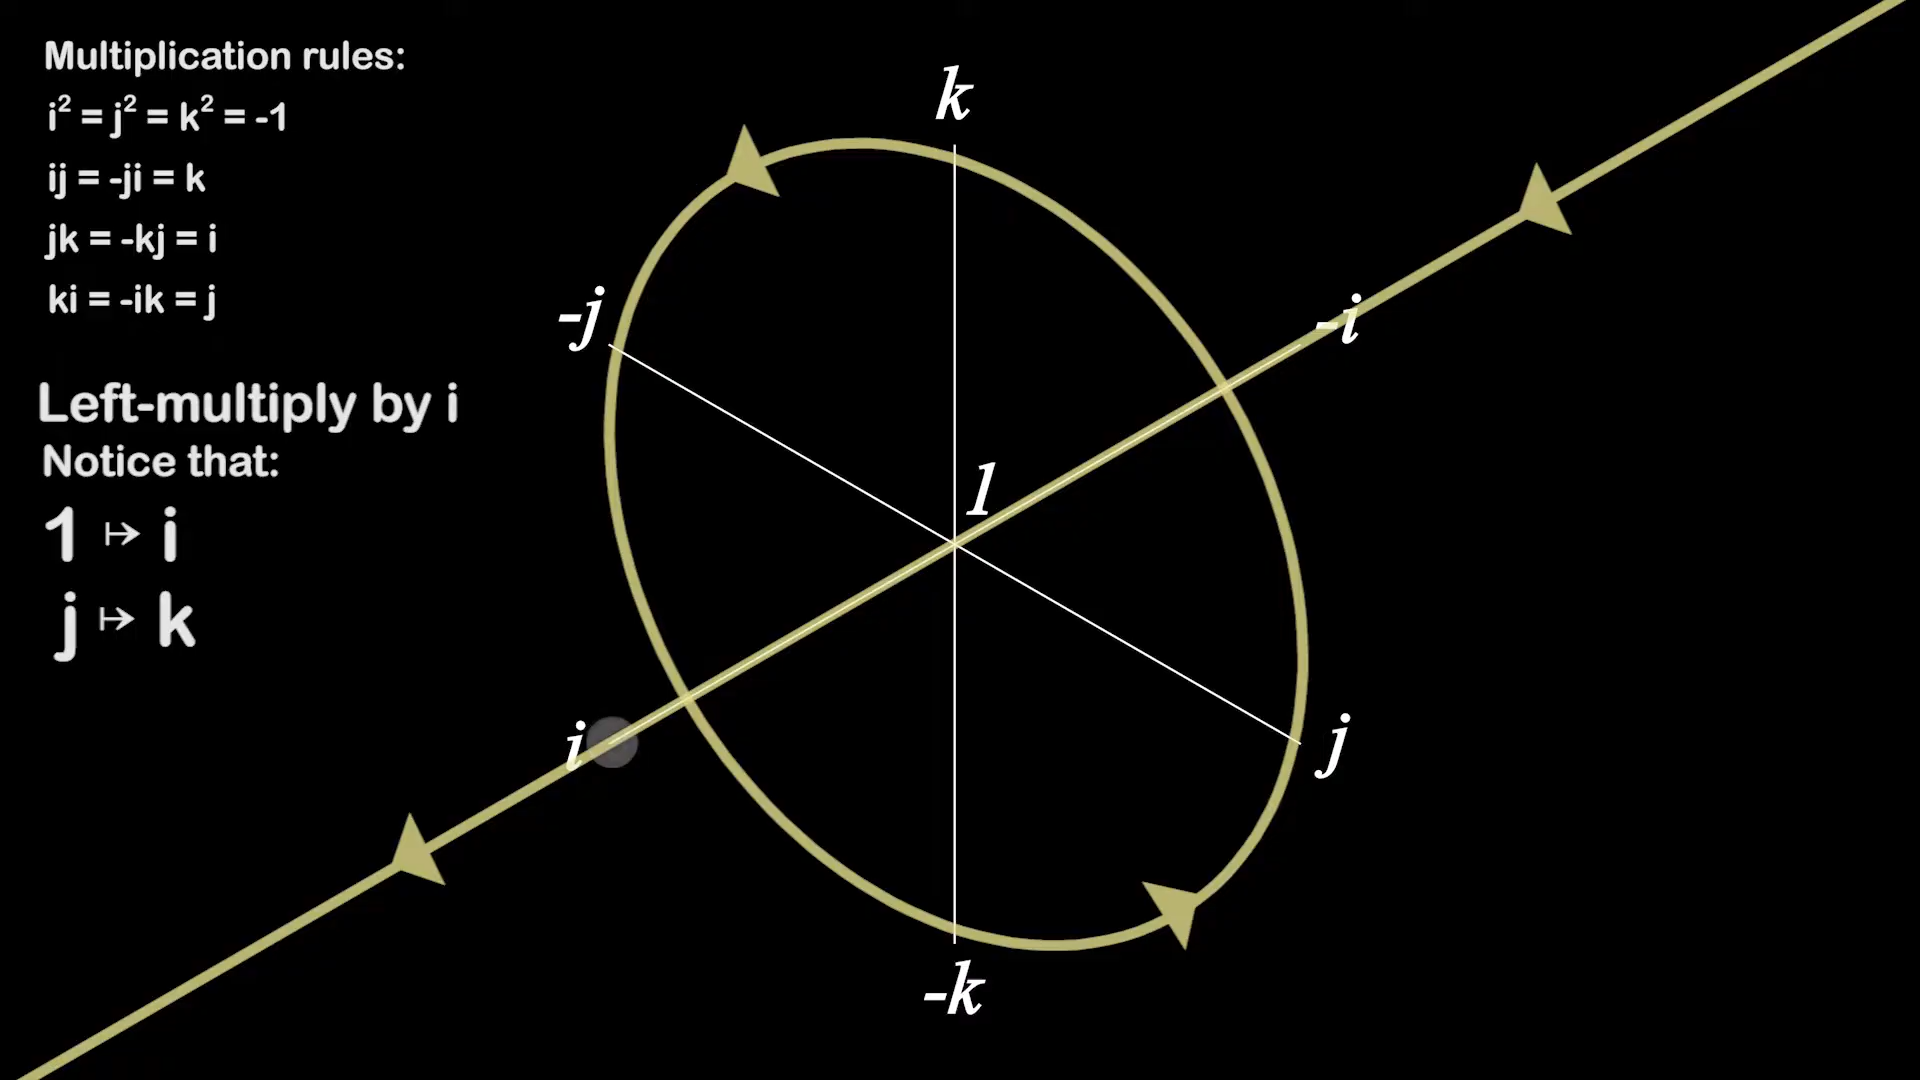 Multiplication rules:
i² = j² = k² = -1
ij = -ji = k
jk = -kj = i
ki = -ik = j
Left-multiply by i
Notice that:
1 ↦ i
j ↦ k
k
-j
-i
1
i
j
-k